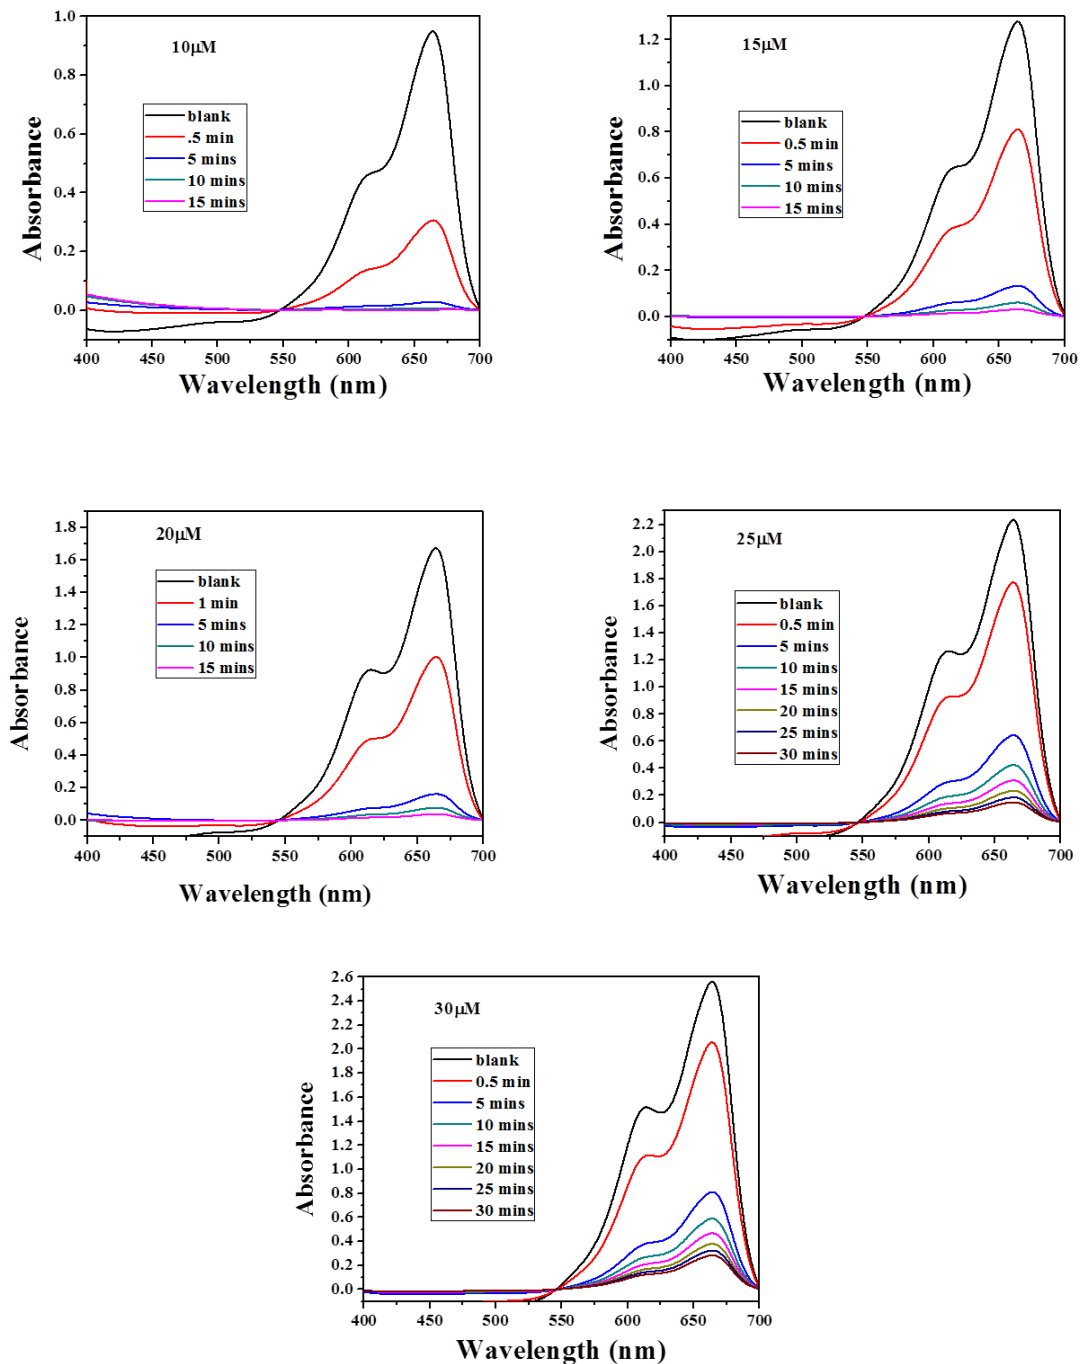 10μM
blank
.5 min
5 mins
10 mins
15 mins
1.0
0.8
0.6
0.4
0.2
0.0
400
450
500
550
600
650
700
Absorbance
Wavelength (nm)
15μM
blank
0.5 min
5 mins
10 mins
15 mins
1.2
1.0
0.8
0.6
0.4
0.2
0.0
400
450
500
550
600
650
700
Absorbance
Wavelength (nm)
20μM
blank
1 min
5 mins
10 mins
15 mins
1.8
1.6
1.4
1.2
1.0
0.8
0.6
0.4
0.2
0.0
400
450
500
550
600
650
700
Absorbance
Wavelength (nm)
25μM
blank
0.5 min
5 mins
10 mins
15 mins
20 mins
25 mins
30 mins
2.2
2.0
1.8
1.6
1.4
1.2
1.0
0.8
0.6
0.4
0.2
0.0
400
450
500
550
600
650
700
Absorbance
Wavelength (nm)
30μM
blank
0.5 min
5 mins
10 mins
15 mins
20 mins
25 mins
30 mins
2.6
2.4
2.2
2.0
1.8
1.6
1.4
1.2
1.0
0.8
0.6
0.4
0.2
0.0
400
450
500
550
600
650
700
Absorbance
Wavelength (nm)